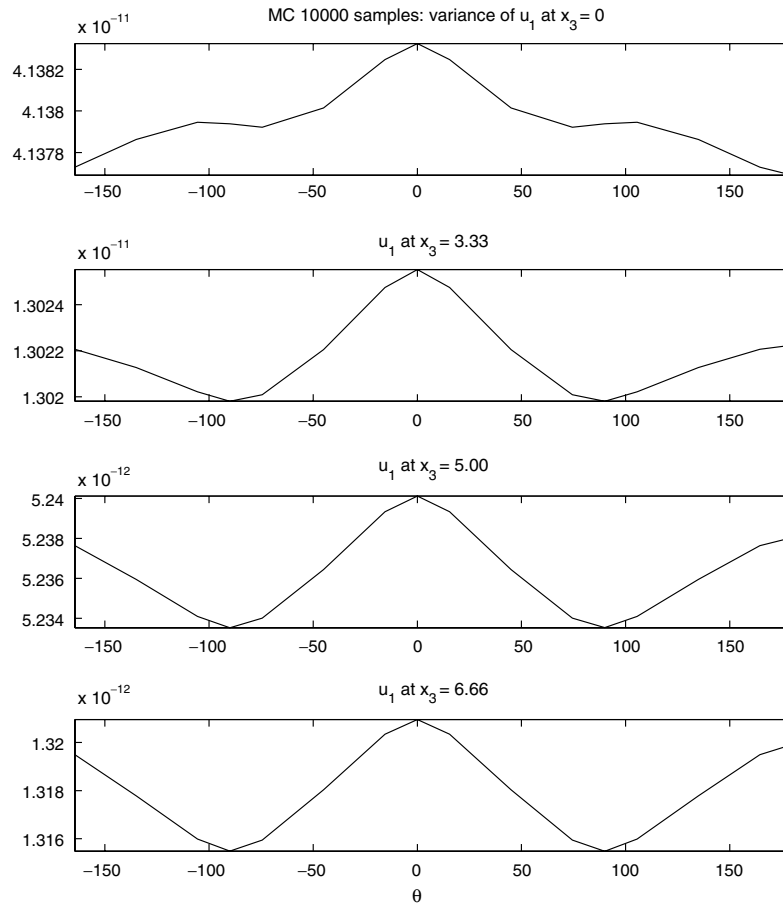 MC 10000 samples: variance of u₁ at x₃ = 0
x 10⁻¹¹
4.1382
4.138
4.1378
−150 −100 −50 0 50 100 150
u₁ at x₃ = 3.33
x 10⁻¹¹
1.3024
1.3022
1.302
−150 −100 −50 0 50 100 150
u₁ at x₃ = 5.00
x 10⁻¹²
5.24
5.238
5.236
5.234
−150 −100 −50 0 50 100 150
u₁ at x₃ = 6.66
x 10⁻¹²
1.32
1.318
1.316
−150 −100 −50 0 50 100 150
θ